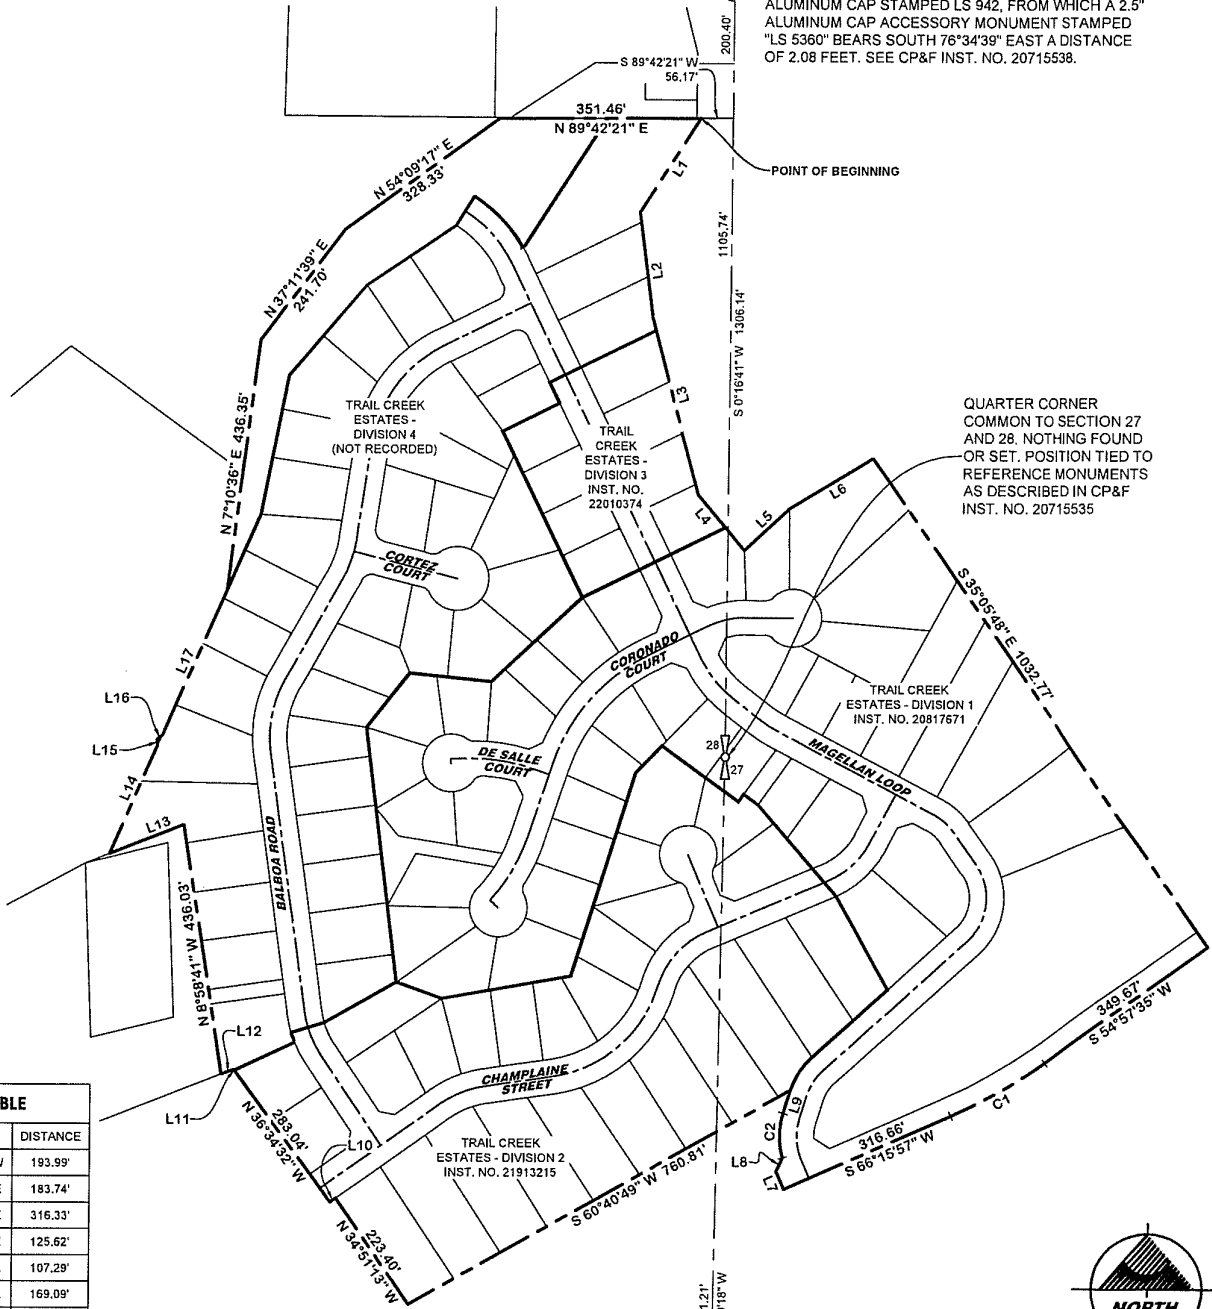 ALUMINUM CAP STAMPED LS 942, FROM WHICH A 2.5"
ALUMINUM CAP ACCESSORY MONUMENT STAMPED
"LS 5360" BEARS SOUTH 76°34'39" EAST A DISTANCE
OF 2.08 FEET. SEE CP&F INST. NO. 20715538.
200.40'
S 89°42'21" W
56.17'
351.46'
N 89°42'21" E
POINT OF BEGINNING
N 54°09'17" E
328.33'
L1
1105.74'
N 37°11'39" E
241.70'
L2
S 0°16'41" W 1306.14'
L3
N 7°10'36" E 436.35'
TRAIL CREEK
ESTATES -
DIVISION 4
(NOT RECORDED)
TRAIL
CREEK
ESTATES -
DIVISION 3
INST. NO.
22010374
QUARTER CORNER
COMMON TO SECTION 27
AND 28. NOTHING FOUND
OR SET. POSITION TIED TO
REFERENCE MONUMENTS
AS DESCRIBED IN CP&F
INST. NO. 20715535
L4
L5
L6
CORTEZ
COURT
S 35°05'48" E 1032.77'
L17
CORONADO
COURT
L16
L15
TRAIL CREEK
ESTATES - DIVISION 1
INST. NO. 20817671
DE SALLE
COURT
28
27
MAGELLAN LOOP
L14
L13
BALBOA ROAD
N 8°58'41" W 436.03'
349.67'
S 54°57'35" W
L12
L11
CHAMPLAINE
STREET
283.04'
N 36°34'32" W
L10
TRAIL CREEK
ESTATES - DIVISION 2
INST. NO. 21913215
L9
C2
L8
L7
C1
316.66'
S 66°15'57" W
S 60°40'49" W 760.81'
223.40'
N 34°51'13" W
BLE
DISTANCE
193.99'
183.74'
316.33'
125.62'
107.29'
169.09'
1.21'
'18" W
NORTH